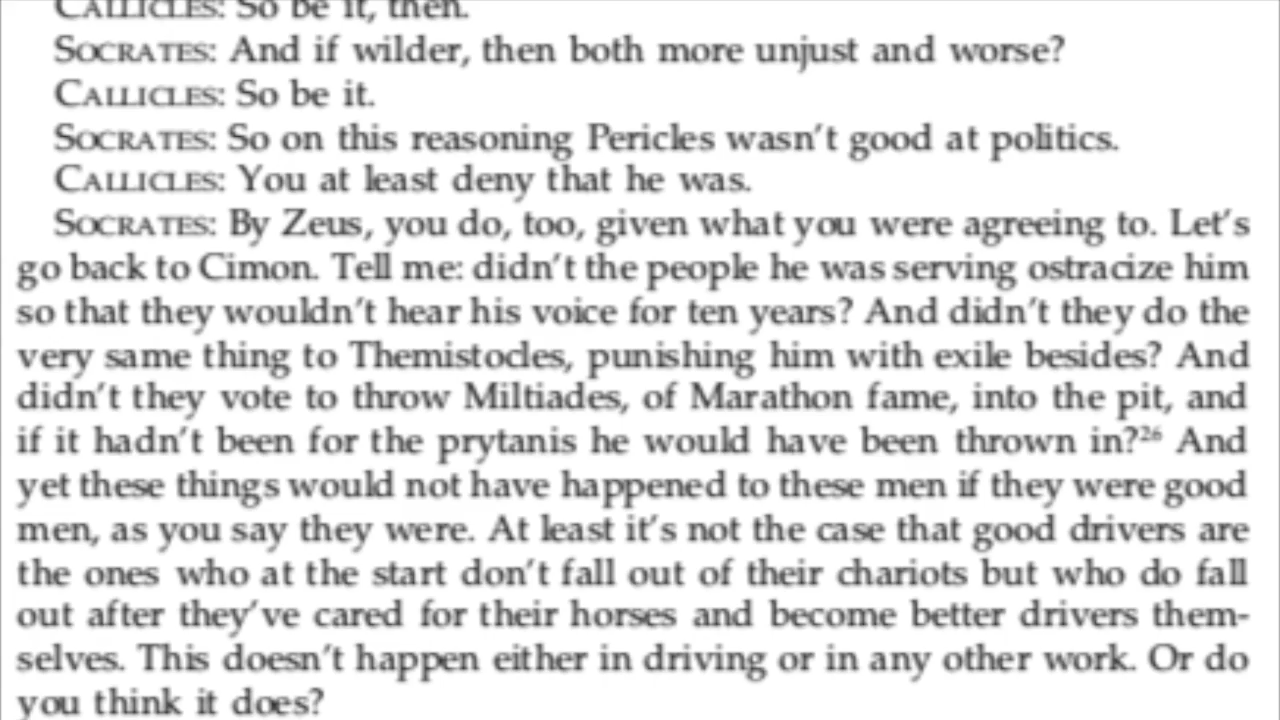 CALLICLES: So be it, then.
SOCRATES: And if wilder, then both more unjust and worse?
CALLICLES: So be it.
SOCRATES: So on this reasoning Pericles wasn't good at politics.
CALLICLES: You at least deny that he was.
SOCRATES: By Zeus, you do, too, given what you were agreeing to. Let's
go back to Cimon. Tell me: didn't the people he was serving ostracize him
so that they wouldn't hear his voice for ten years? And didn't they do the
very same thing to Themistocles, punishing him with exile besides? And
didn't they vote to throw Miltiades, of Marathon fame, into the pit, and
if it hadn't been for the prytanis he would have been thrown in?²⁶ And
yet these things would not have happened to these men if they were good
men, as you say they were. At least it's not the case that good drivers are
the ones who at the start don't fall out of their chariots but who do fall
out after they've cared for their horses and become better drivers them-
selves. This doesn't happen either in driving or in any other work. Or do
you think it does?